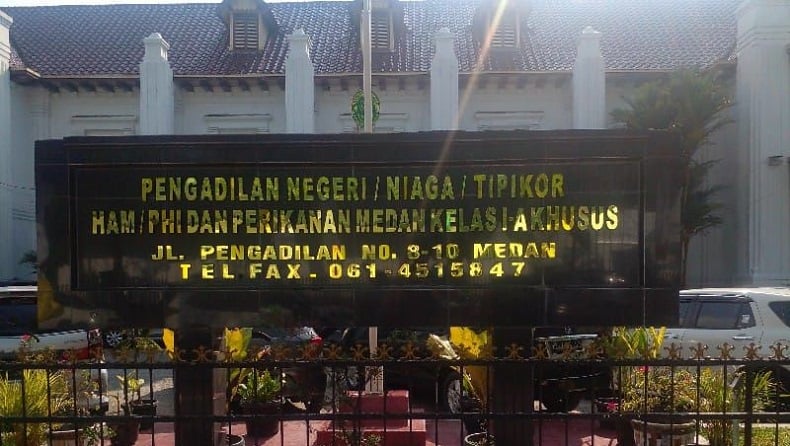 PENGADILAN NEGERI / NIAGA / TIPIKOR
HAM / PHI DAN PERIKANAN MEDAN KELAS I-A KHUSUS
JL. PENGADILAN NO. 8-10 MEDAN
TEL FAX. 061-4515847